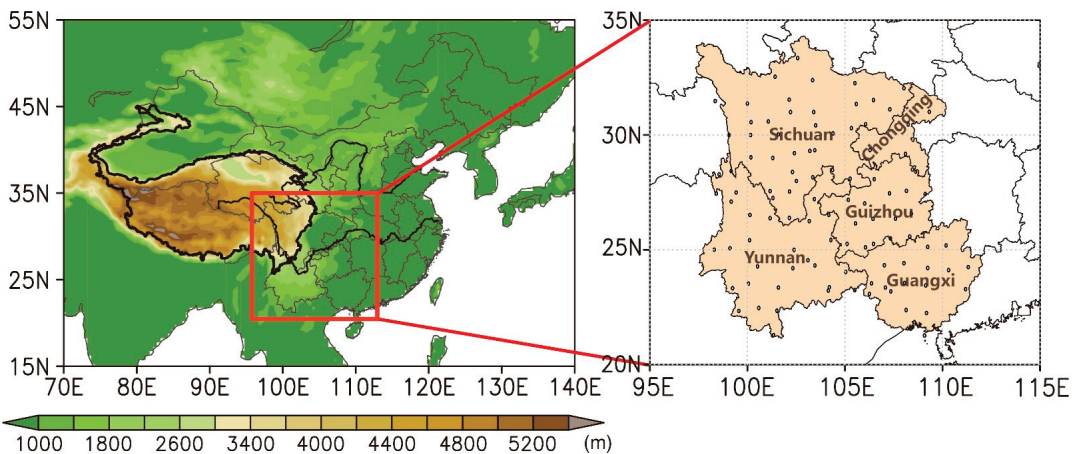 55N
45N
35N
25N
15N
70E 80E 90E 100E 110E 120E 130E 140E
1000 1800 2600 3400 4000 4400 4800 5200 (m)
35N
30N
25N
20N
95E 100E 105E 110E 115E
Sichuan
Chongqing
Guizhou
Yunnan
Guangxi